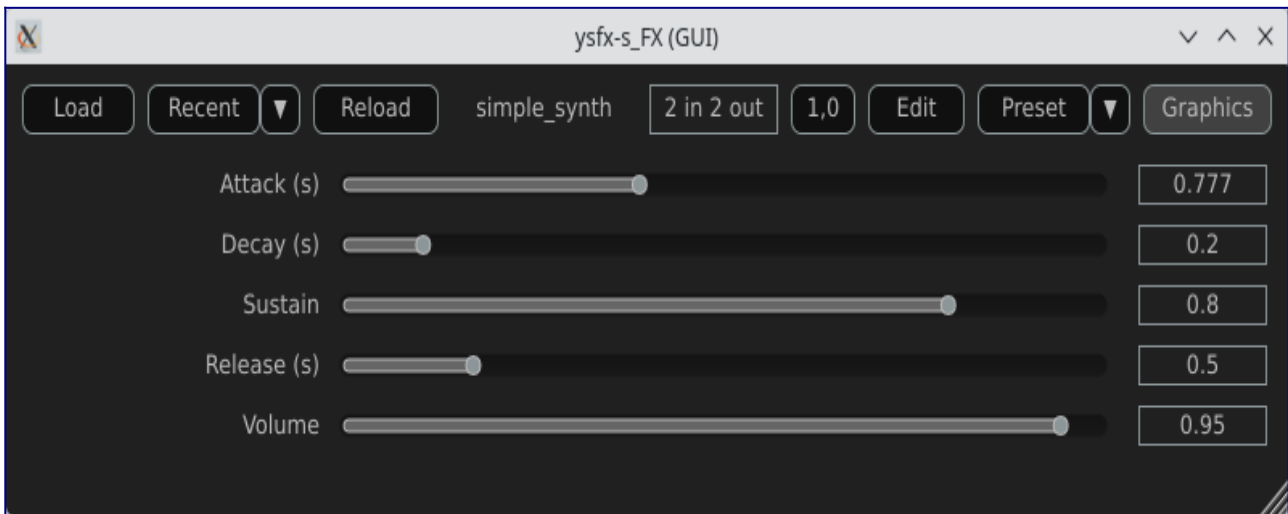 ysfx-s_FX (GUI)
Load Recent ▼ Reload simple_synth 2 in 2 out 1,0 Edit Preset ▼ Graphics
Attack (s) 0.777
Decay (s) 0.2
Sustain 0.8
Release (s) 0.5
Volume 0.95